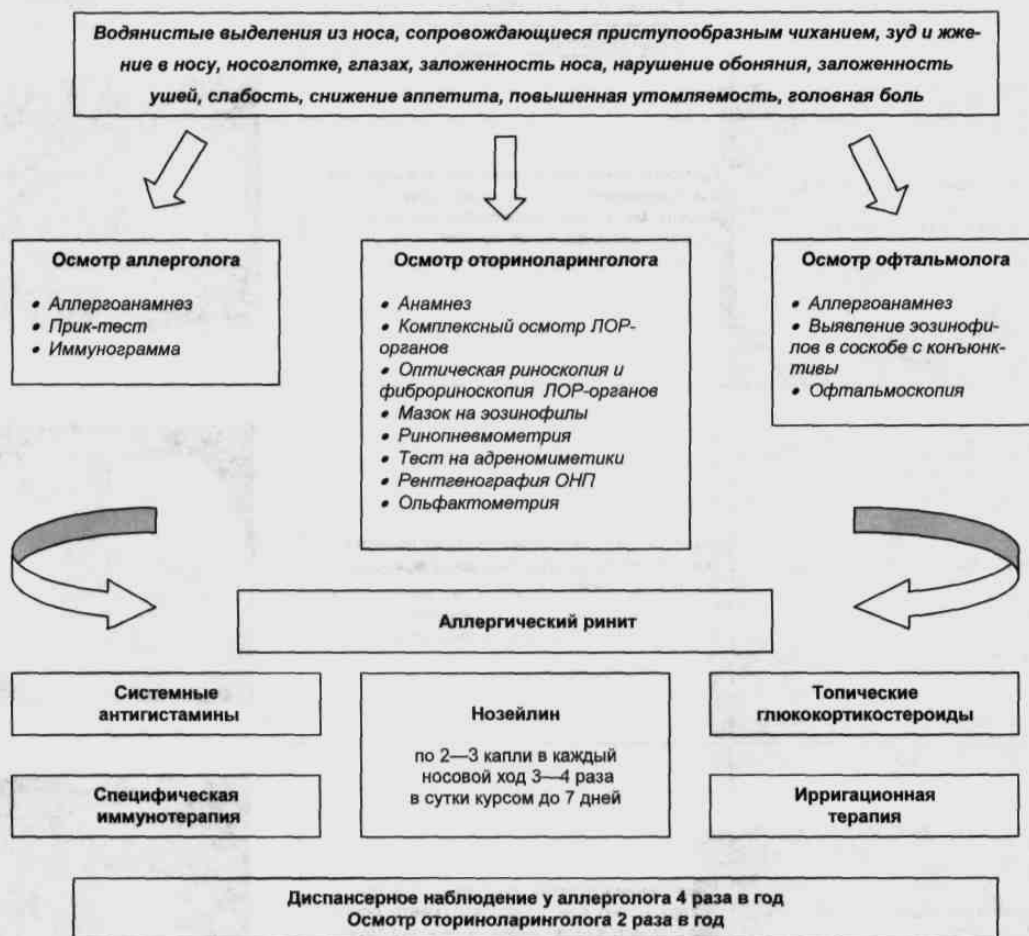 Водянистые выделения из носа, сопровождающиеся приступообразным чиханием, зуд и жже-
ние в носу, носоглотке, глазах, заложенность носа, нарушение обоняния, заложенность
ушей, слабость, снижение аппетита, повышенная утомляемость, головная боль
Осмотр аллерголога
• Аллергоанамнез
• Прик-тест
• Иммунограмма
Осмотр оториноларинголога
• Анамнез
• Комплексный осмотр ЛОР-
органов
• Оптическая риноскопия и
фиброриноскопия ЛОР-органов
• Мазок на эозинофилы
• Ринопневмометрия
• Тест на адреномиметики
• Рентгенография ОНП
• Ольфактометрия
Осмотр офтальмолога
• Аллергоанамнез
• Выявление эозинофи-
лов в соскобе с конъюнк-
тивы
• Офтальмоскопия
Аллергический ринит
Системные
антигистамины
Специфическая
иммунотерапия
Нозейлин
по 2—3 капли в каждый
носовой ход 3—4 раза
в сутки курсом до 7 дней
Топические
глюкокортикостероиды
Ирригационная
терапия
Диспансерное наблюдение у аллерголога 4 раза в год
Осмотр оториноларинголога 2 раза в год